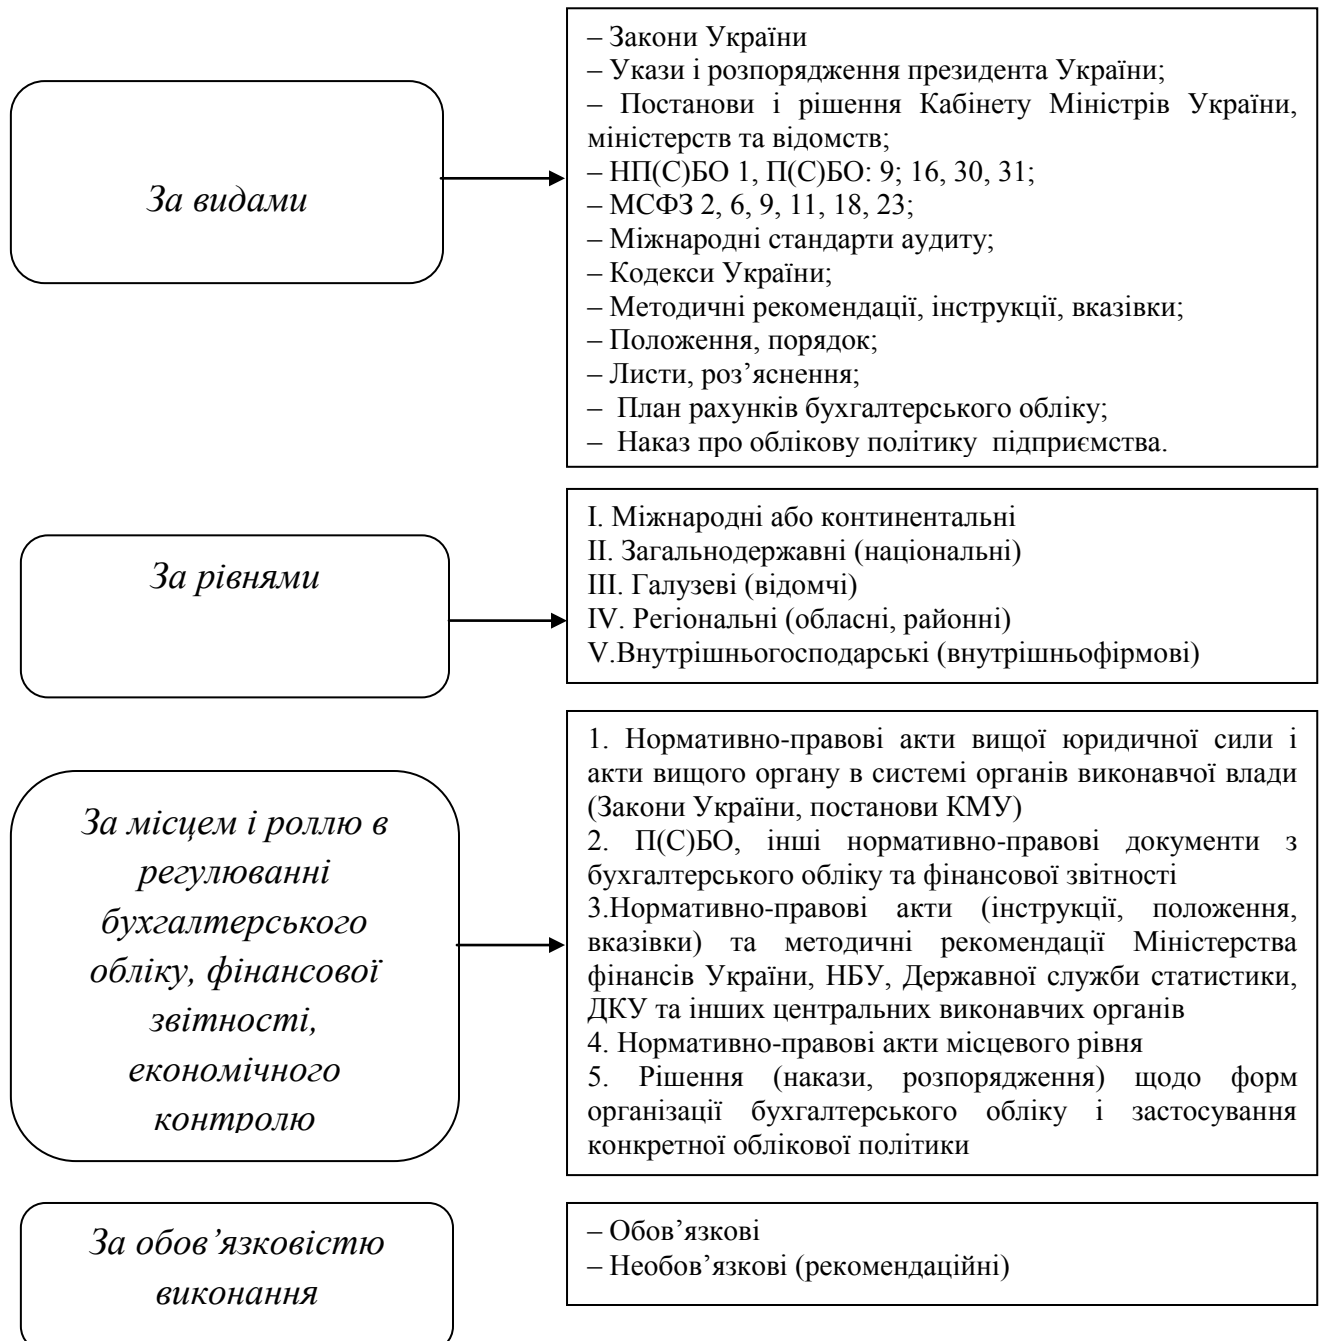 За видами
– Закони України
– Укази і розпорядження президента України;
– Постанови і рішення Кабінету Міністрів України,
міністерств та відомств;
– НП(С)БО 1, П(С)БО: 9; 16, 30, 31;
– МСФЗ 2, 6, 9, 11, 18, 23;
– Міжнародні стандарти аудиту;
– Кодекси України;
– Методичні рекомендації, інструкції, вказівки;
– Положення, порядок;
– Листи, роз’яснення;
– План рахунків бухгалтерського обліку;
– Наказ про облікову політику підприємства.
За рівнями
І. Міжнародні або континентальні
ІІ. Загальнодержавні (національні)
ІІІ. Галузеві (відомчі)
IV. Регіональні (обласні, районні)
V.Внутрішньогосподарські (внутрішньофірмові)
За місцем і роллю в
регулюванні
бухгалтерського
обліку, фінансової
звітності,
економічного
контролю
1. Нормативно-правові акти вищої юридичної сили і
акти вищого органу в системі органів виконавчої влади
(Закони України, постанови КМУ)
2. П(С)БО, інші нормативно-правові документи з
бухгалтерського обліку та фінансової звітності
3.Нормативно-правові акти (інструкції, положення,
вказівки) та методичні рекомендації Міністерства
фінансів України, НБУ, Державної служби статистики,
ДКУ та інших центральних виконавчих органів
4. Нормативно-правові акти місцевого рівня
5. Рішення (накази, розпорядження) щодо форм
організації бухгалтерського обліку і застосування
конкретної облікової політики
За обов’язковістю
виконання
– Обов’язкові
– Необов’язкові (рекомендаційні)